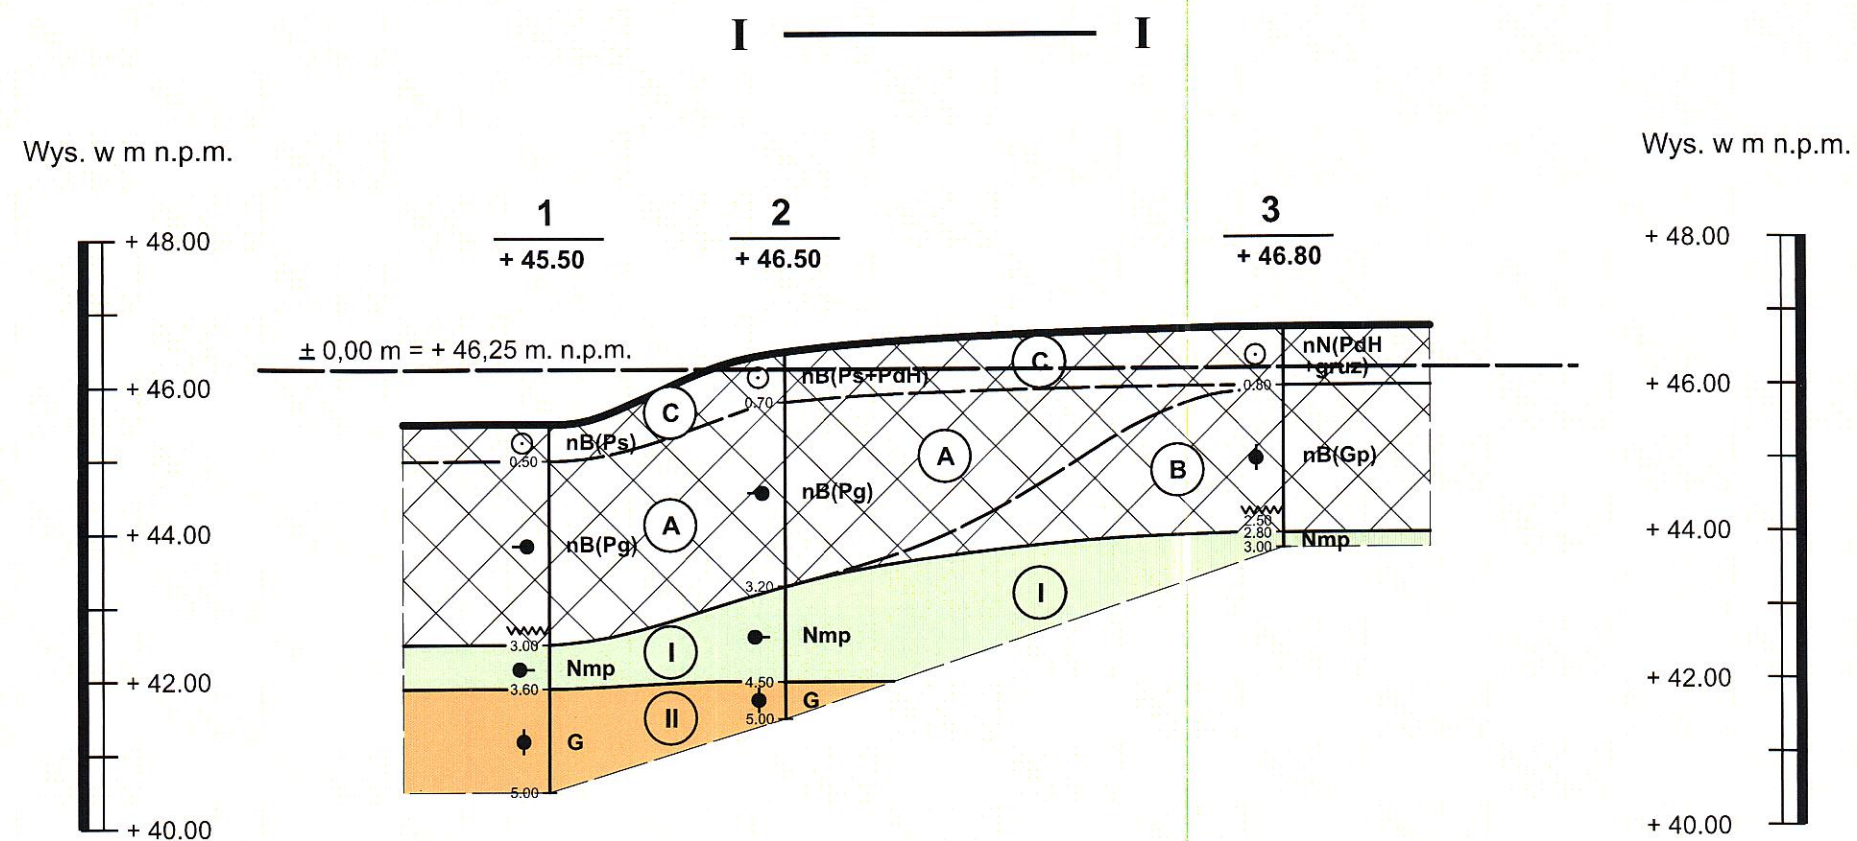 I I
Wys. w m n.p.m. Wys. w m n.p.m.
1 2 3
+ 45.50 + 46.50 + 46.80
+ 48.00 + 48.00
± 0,00 m = + 46,25 m. n.p.m.
nN(PdH
+gruz)
C
nB(Ps+PdH)
+ 46.00 0.80 + 46.00
0.70
C
nB(Ps)
0.50
A B nB(Gp)
nB(Pg)
2.50
+ 44.00 A 2.80 + 44.00
nB(Pg) 3.00 Nmp
3.20
I
Nmp
3.00 I
Nmp
+ 42.00 3.60 4.50 + 42.00
II G
5.00
G
5.00
+ 40.00 + 40.00